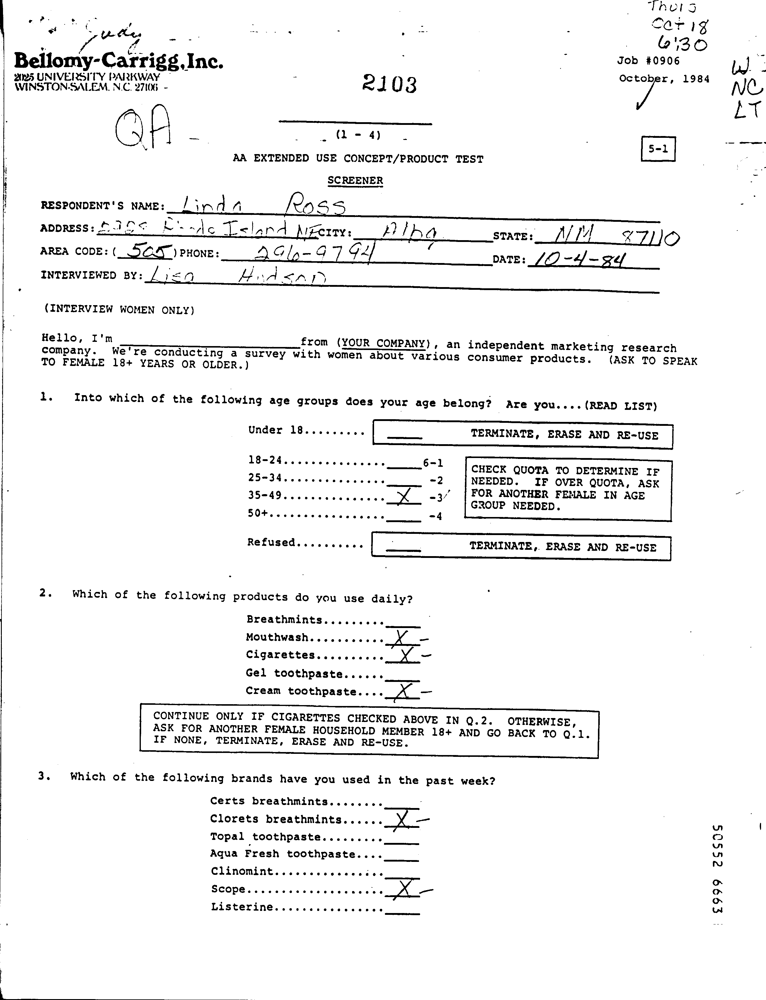 Thurs
Oct 18
6:30
Judy
Bellomy-Carrigg, Inc.
UNIVERSITY PARKWAY
WINSTON-SALEM, N.C. 27106
Job #0906
October, 1984
W
NC
LT
2103
QA
(1 - 4)
5-1
AA EXTENDED USE CONCEPT/PRODUCT TEST
SCREENER
RESPONDENT'S NAME: Linda Ross
ADDRESS: Island NE CITY: Albq STATE: NM 87110
AREA CODE: ( 505 ) PHONE: 296-9794 DATE: 10-4-84
INTERVIEWED BY: Lisa Hudson
(INTERVIEW WOMEN ONLY)
Hello, I'm ____ from (YOUR COMPANY), an independent marketing research
company. We're conducting a survey with women about various consumer products. (ASK TO SPEAK
TO FEMALE 18+ YEARS OR OLDER.)
1. Into which of the following age groups does your age belong? Are you....(READ LIST)
Under 18......... ____ TERMINATE, ERASE AND RE-USE
18-24............... ____ 6-1
25-34............... ____ -2
35-49............... X -3
50+................. ____ -4
CHECK QUOTA TO DETERMINE IF
NEEDED. IF OVER QUOTA, ASK
FOR ANOTHER FEMALE IN AGE
GROUP NEEDED.
Refused.......... ____ TERMINATE, ERASE AND RE-USE
2. Which of the following products do you use daily?
Breathmints......... ____
Mouthwash........... X -
Cigarettes.......... X -
Gel toothpaste...... ____
Cream toothpaste.... X -
CONTINUE ONLY IF CIGARETTES CHECKED ABOVE IN Q.2. OTHERWISE,
ASK FOR ANOTHER FEMALE HOUSEHOLD MEMBER 18+ AND GO BACK TO Q.1.
IF NONE, TERMINATE, ERASE AND RE-USE.
3. Which of the following brands have you used in the past week?
Certs breathmints........ ____
Clorets breathmints...... X -
Topal toothpaste......... ____
Aqua Fresh toothpaste.... ____
Clinomint................ ____
Scope.................... X -
Listerine................ ____
50552 6663